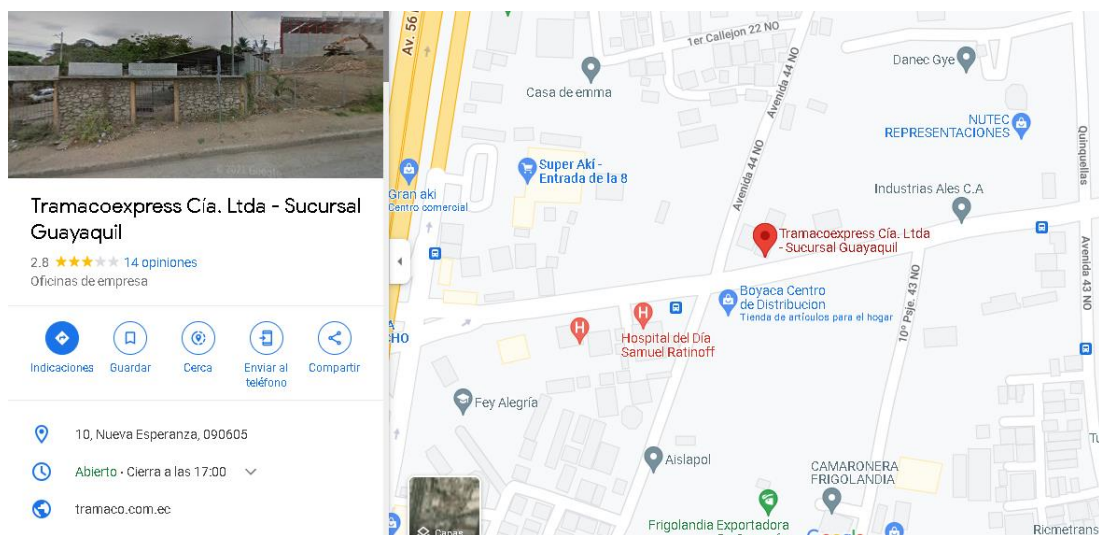 Tramacoexpress Cía. Ltda - Sucursal
Guayaquil
2.8
14 opiniones
Oficinas de empresa
Indicaciones
Guardar
Cerca
Enviar al
teléfono
Compartir
10, Nueva Esperanza, 090605
Abierto · Cierra a las 17:00
tramaco.com.ec
Av. 56
1er Callejon 22 NO
Casa de emma
Avenida 44 NO
Danec Gye
NUTEC
REPRESENTACIONES
Quinquellas
Super Akí -
Entrada de la 8
Gran aki
Centro comercial
Avenida 44 NO
Industrias Ales C.A
Tramacoexpress Cía. Ltda
- Sucursal Guayaquil
Avenida 43 NO
Boyaca Centro
de Distribucion
Tienda de artículos para el hogar
10º Psje. 43 NO
CHO
H
H
Hospital del Día
Samuel Ratinoff
Fey Alegría
Aislapol
CAMARONERA
FRIGOLANDIA
Frigolandia Exportadora
Google
Ricmetrans
Capas